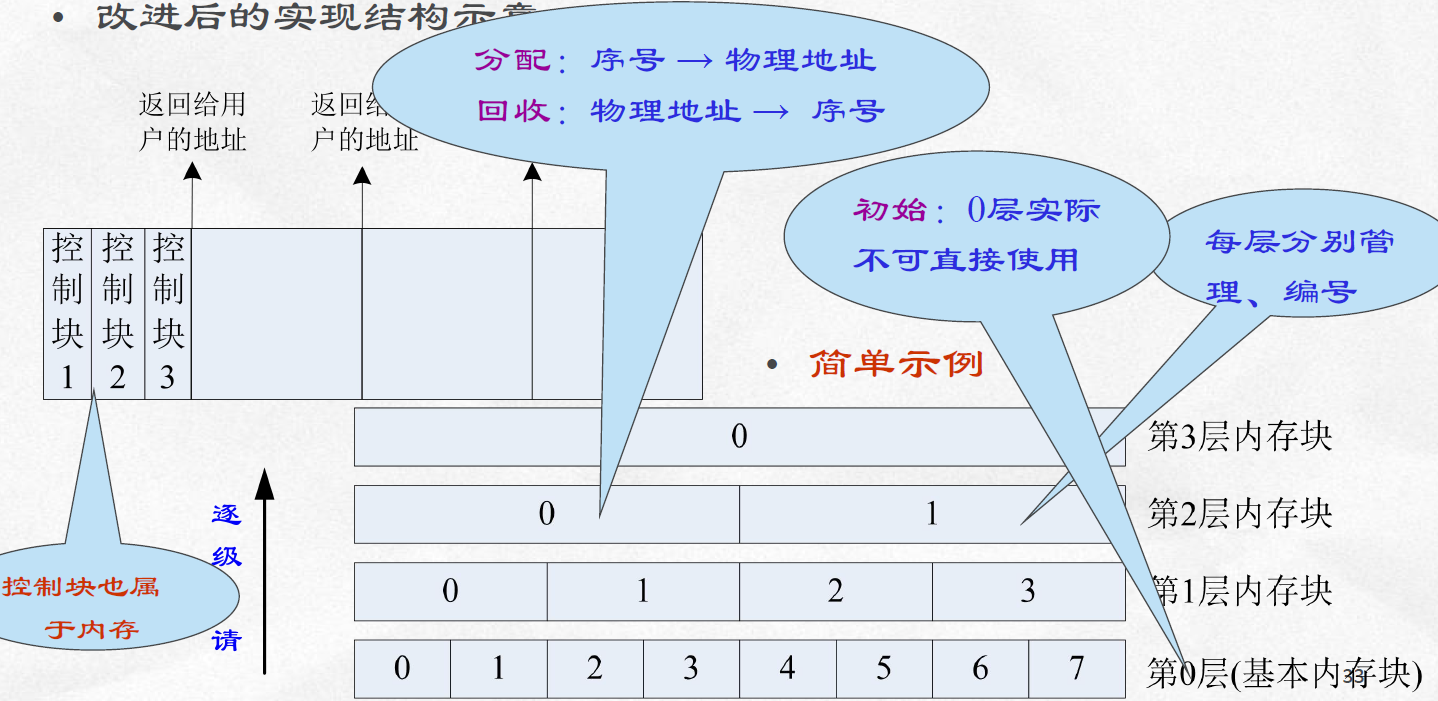 • 改进后的实现结构示意
分配：序号 → 物理地址
回收：物理地址 → 序号
返回给用
户的地址
返回给
户的地址
初始：0层实际
不可直接使用
每层分别管
理、编号
控制块1
控制块2
控制块3
• 简单示例
0
第3层内存块
0 1
第2层内存块
0 1 2 3
第1层内存块
0 1 2 3 4 5 6 7
第0层(基本内存块)
逐
级
请
控制块也属
于内存
33